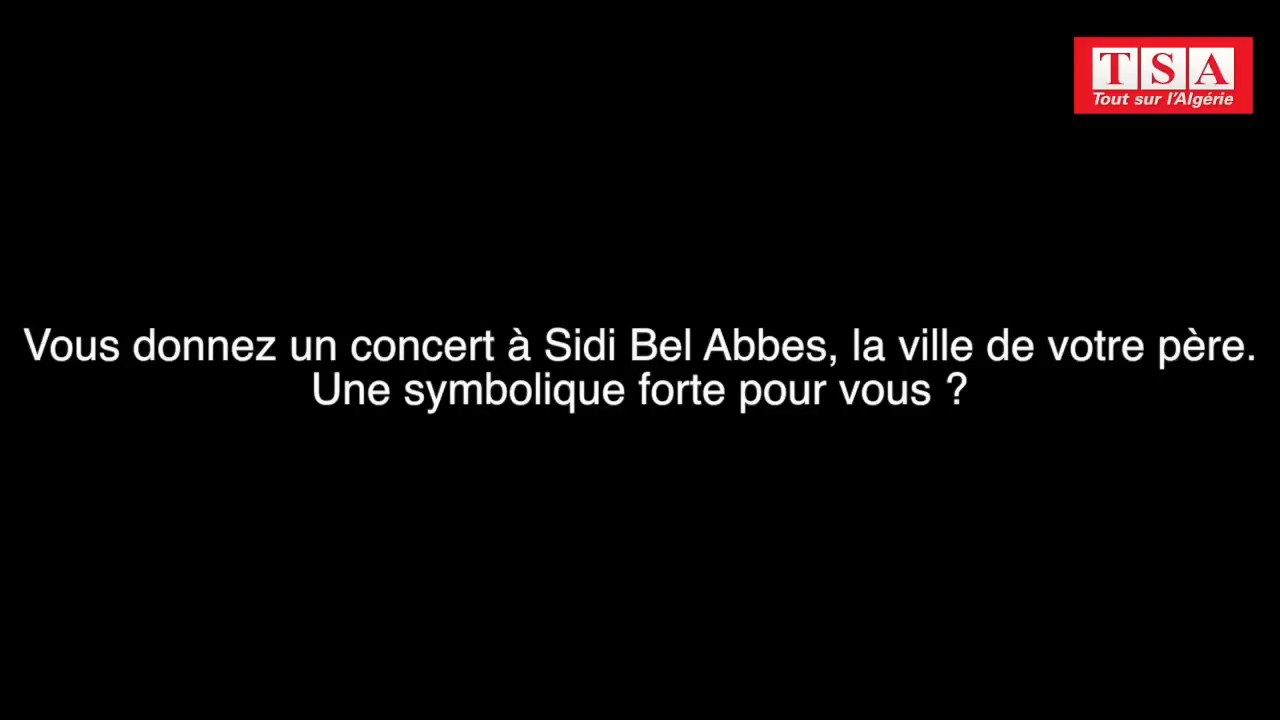 TSA
Tout sur l'Algérie
Vous donnez un concert à Sidi Bel Abbes, la ville de votre père.
Une symbolique forte pour vous ?